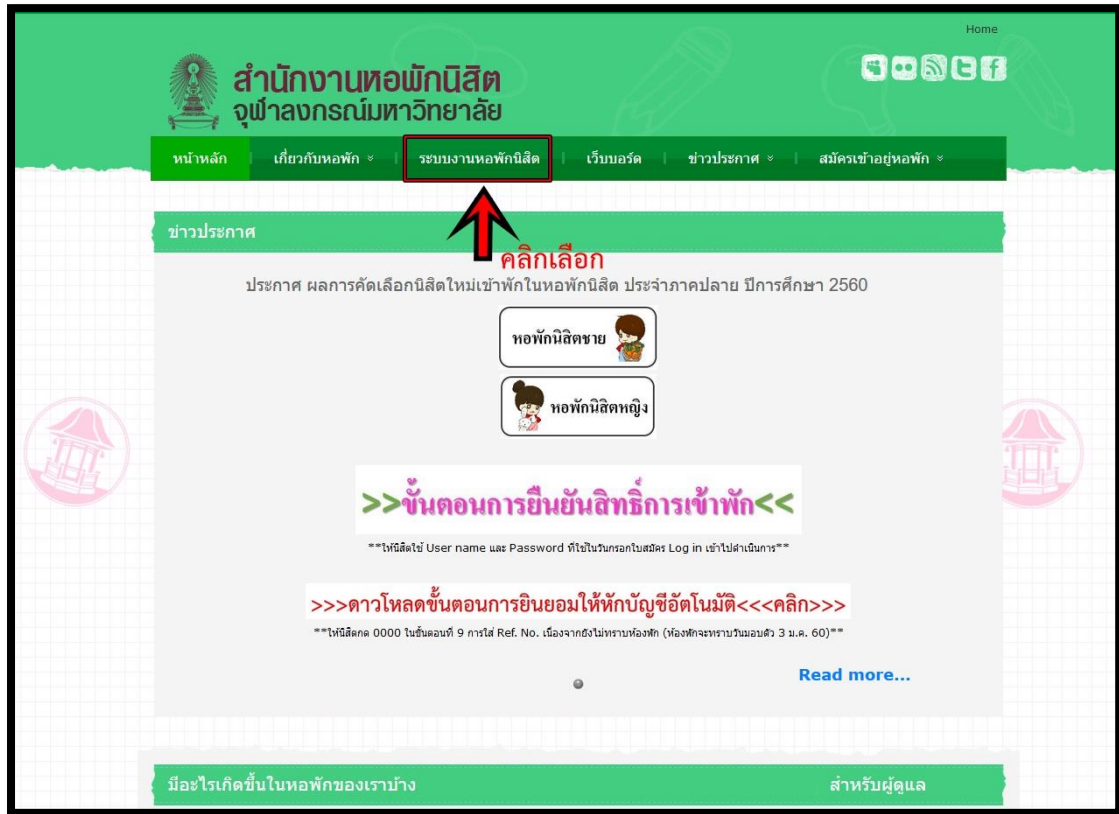 Home
สำนักงานหอพักนิสิต
จุฬาลงกรณ์มหาวิทยาลัย
หน้าหลัก เกี่ยวกับหอพัก ระบบงานหอพักนิสิต เว็บบอร์ด ข่าวประกาศ สมัครเข้าอยู่หอพัก
ข่าวประกาศ
คลิกเลือก
ประกาศ ผลการคัดเลือกนิสิตใหม่เข้าพักในหอพักนิสิต ประจำภาคปลาย ปีการศึกษา 2560
หอพักนิสิตชาย
หอพักนิสิตหญิง
>>ขั้นตอนการยืนยันสิทธิ์การเข้าพัก<<
**ให้นิสิตใช้ User name และ Password ที่ใช้ในวันกรอกใบสมัคร Log in เข้าไปดำเนินการ**
>>>ดาวโหลดขั้นตอนการยินยอมให้หักบัญชีอัตโนมัติ<<<คลิก>>>
**ให้นิสิตกด 0000 ในขั้นตอนที่ 9 การใส่ Ref. No. เนื่องจากยังไม่ทราบห้องพัก (ห้องพักจะทราบวันมอบตัว 3 ม.ค. 60)**
Read more...
มีอะไรเกิดขึ้นในหอพักของเราบ้าง
สำหรับผู้ดูแล